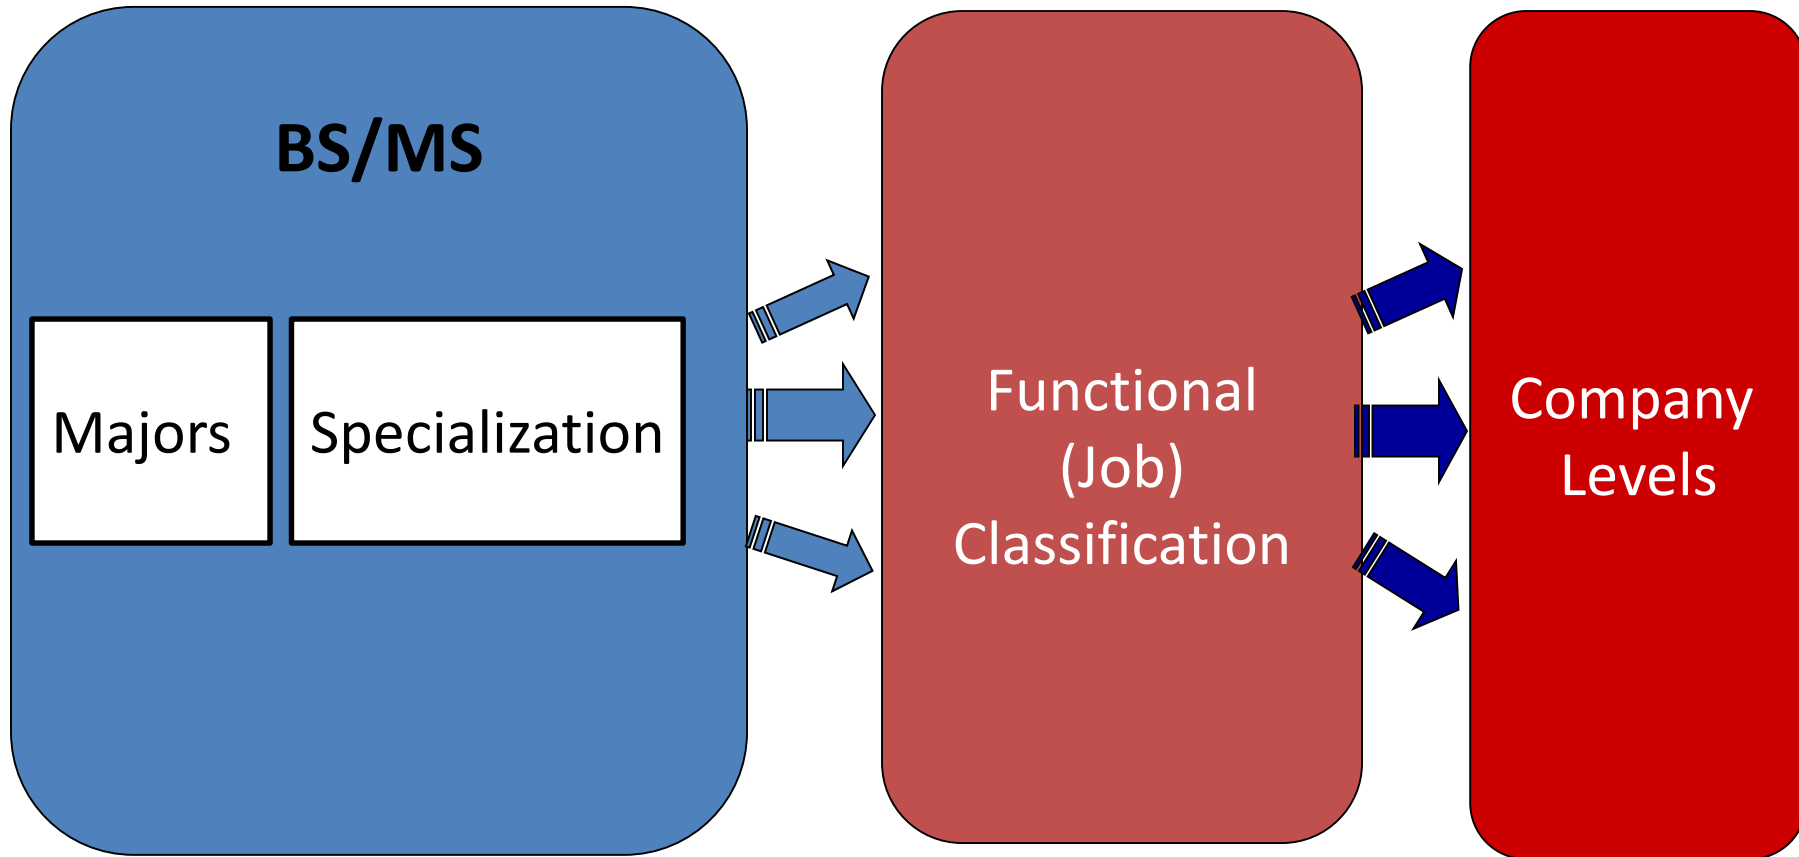 BS/MS
Majors
Specialization
Functional
(Job)
Classification
Company
Levels